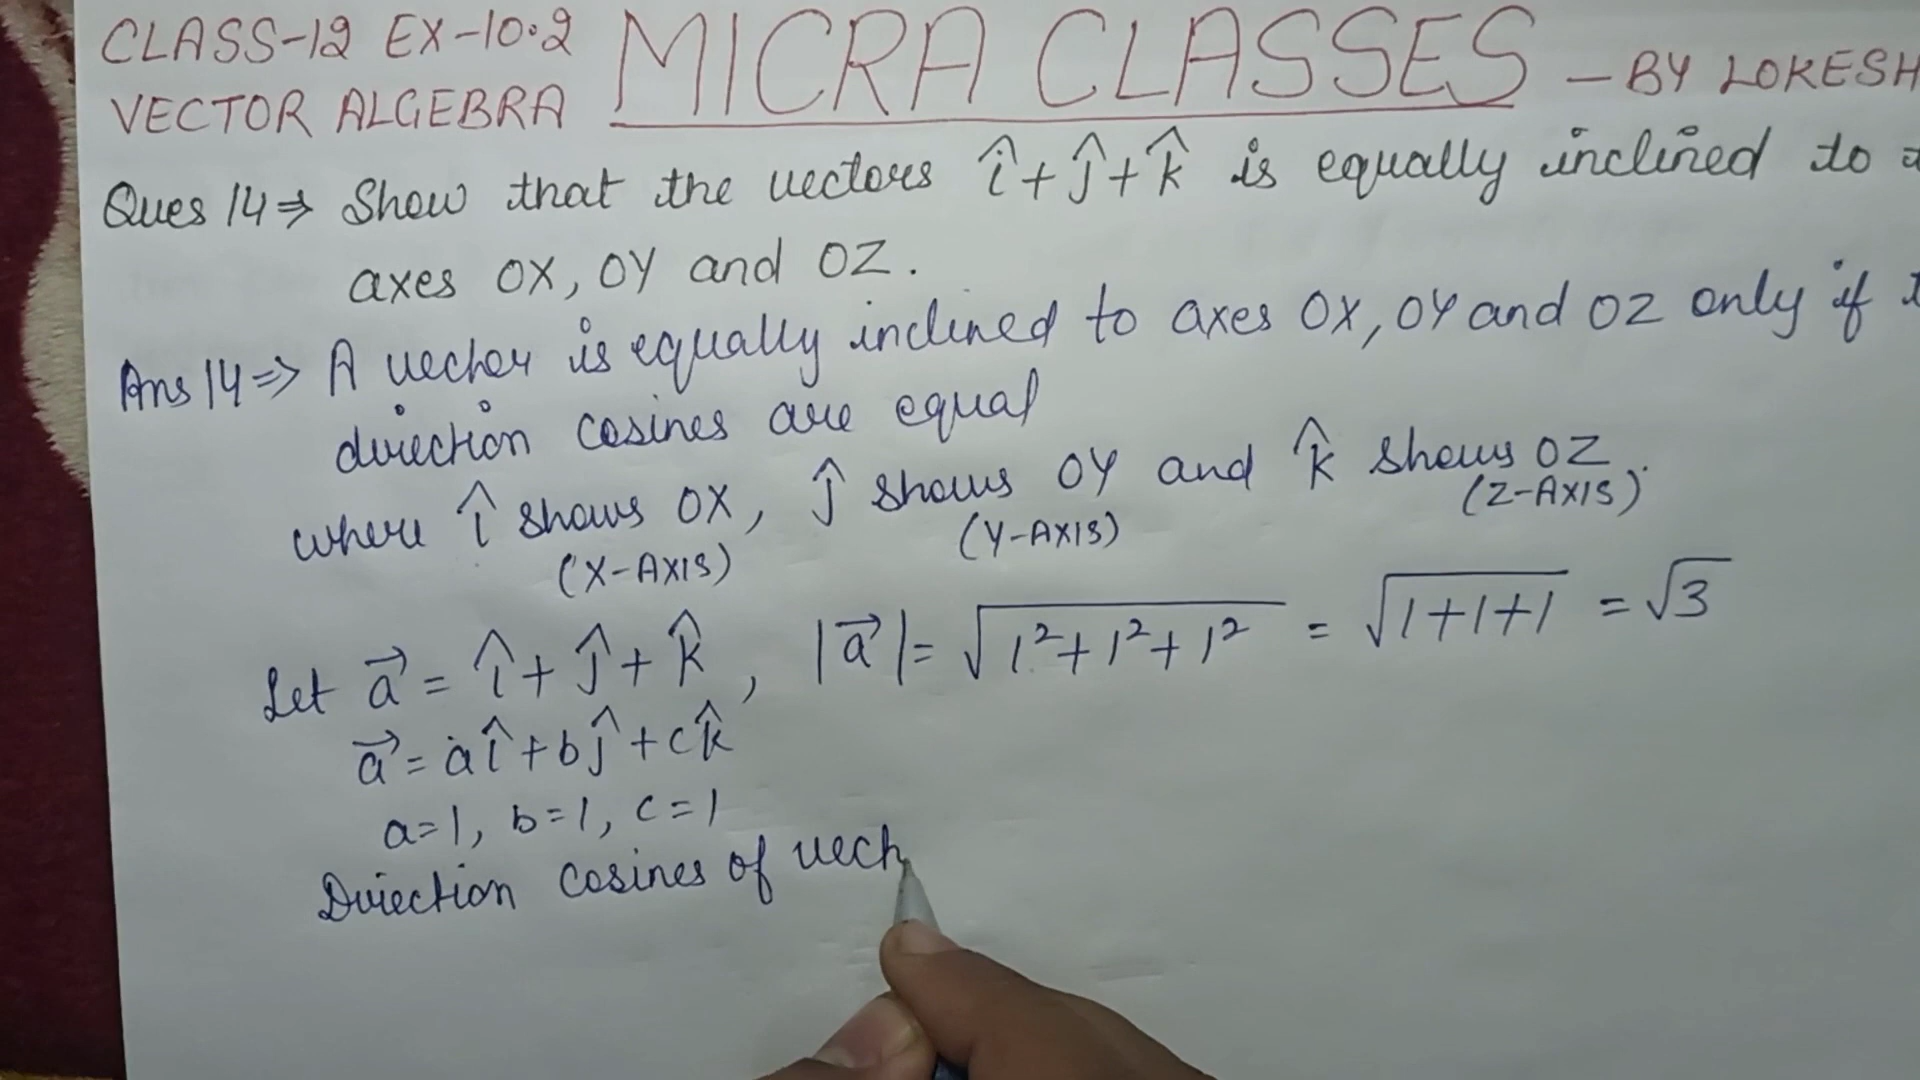 CLASS-12 EX-10.2 MICRA CLASSES - BY LOKESH
VECTOR ALGEBRA
Ques 14⇒ Show that the vectors î+ĵ+k̂ is equally inclined to
axes OX, OY and OZ.
Ans 14⇒ A vector is equally inclined to axes OX, OY and OZ only if
direction cosines are equal
where î shows OX, ĵ shows OY and k̂ shows OZ
(X-AXIS) (Y-AXIS) (Z-AXIS).
Let a⃗ = î+ĵ+k̂, |a⃗| = √(1²+1²+1²) = √(1+1+1) = √3
a⃗ = aî+bĵ+ck̂
a=1, b=1, c=1
Direction cosines of